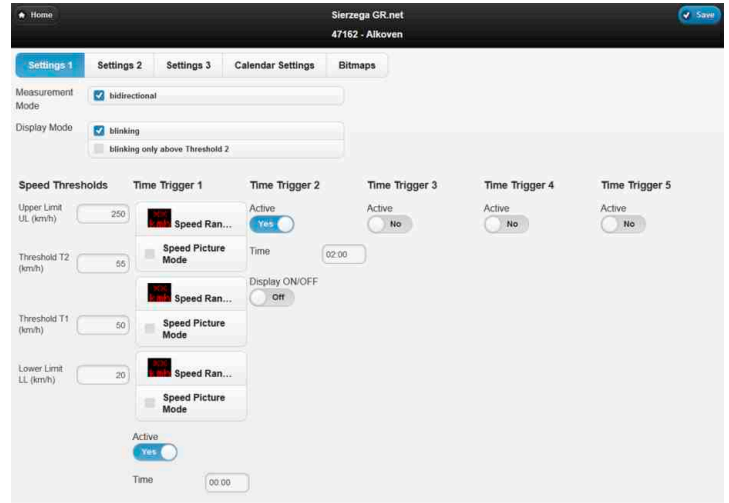 Home
Sierzega GR.net
Save
47162 - Alkoven
Settings 1 Settings 2 Settings 3 Calendar Settings Bitmaps
Measurement
Mode
bidirectional
Display Mode
blinking
blinking only above Threshold 2
Speed Thresholds Time Trigger 1 Time Trigger 2 Time Trigger 3 Time Trigger 4 Time Trigger 5
Upper Limit
UL (km/h)
250
Speed Ran...
Speed Picture
Mode
Threshold T2
(km/h)
55
Speed Ran...
Speed Picture
Mode
Threshold T1
(km/h)
50
Speed Ran...
Speed Picture
Mode
Lower Limit
LL (km/h)
20
Active
Yes
Time
00:00
Active
Yes
Time
02:00
Display ON/OFF
Off
Active
No
Active
No
Active
No